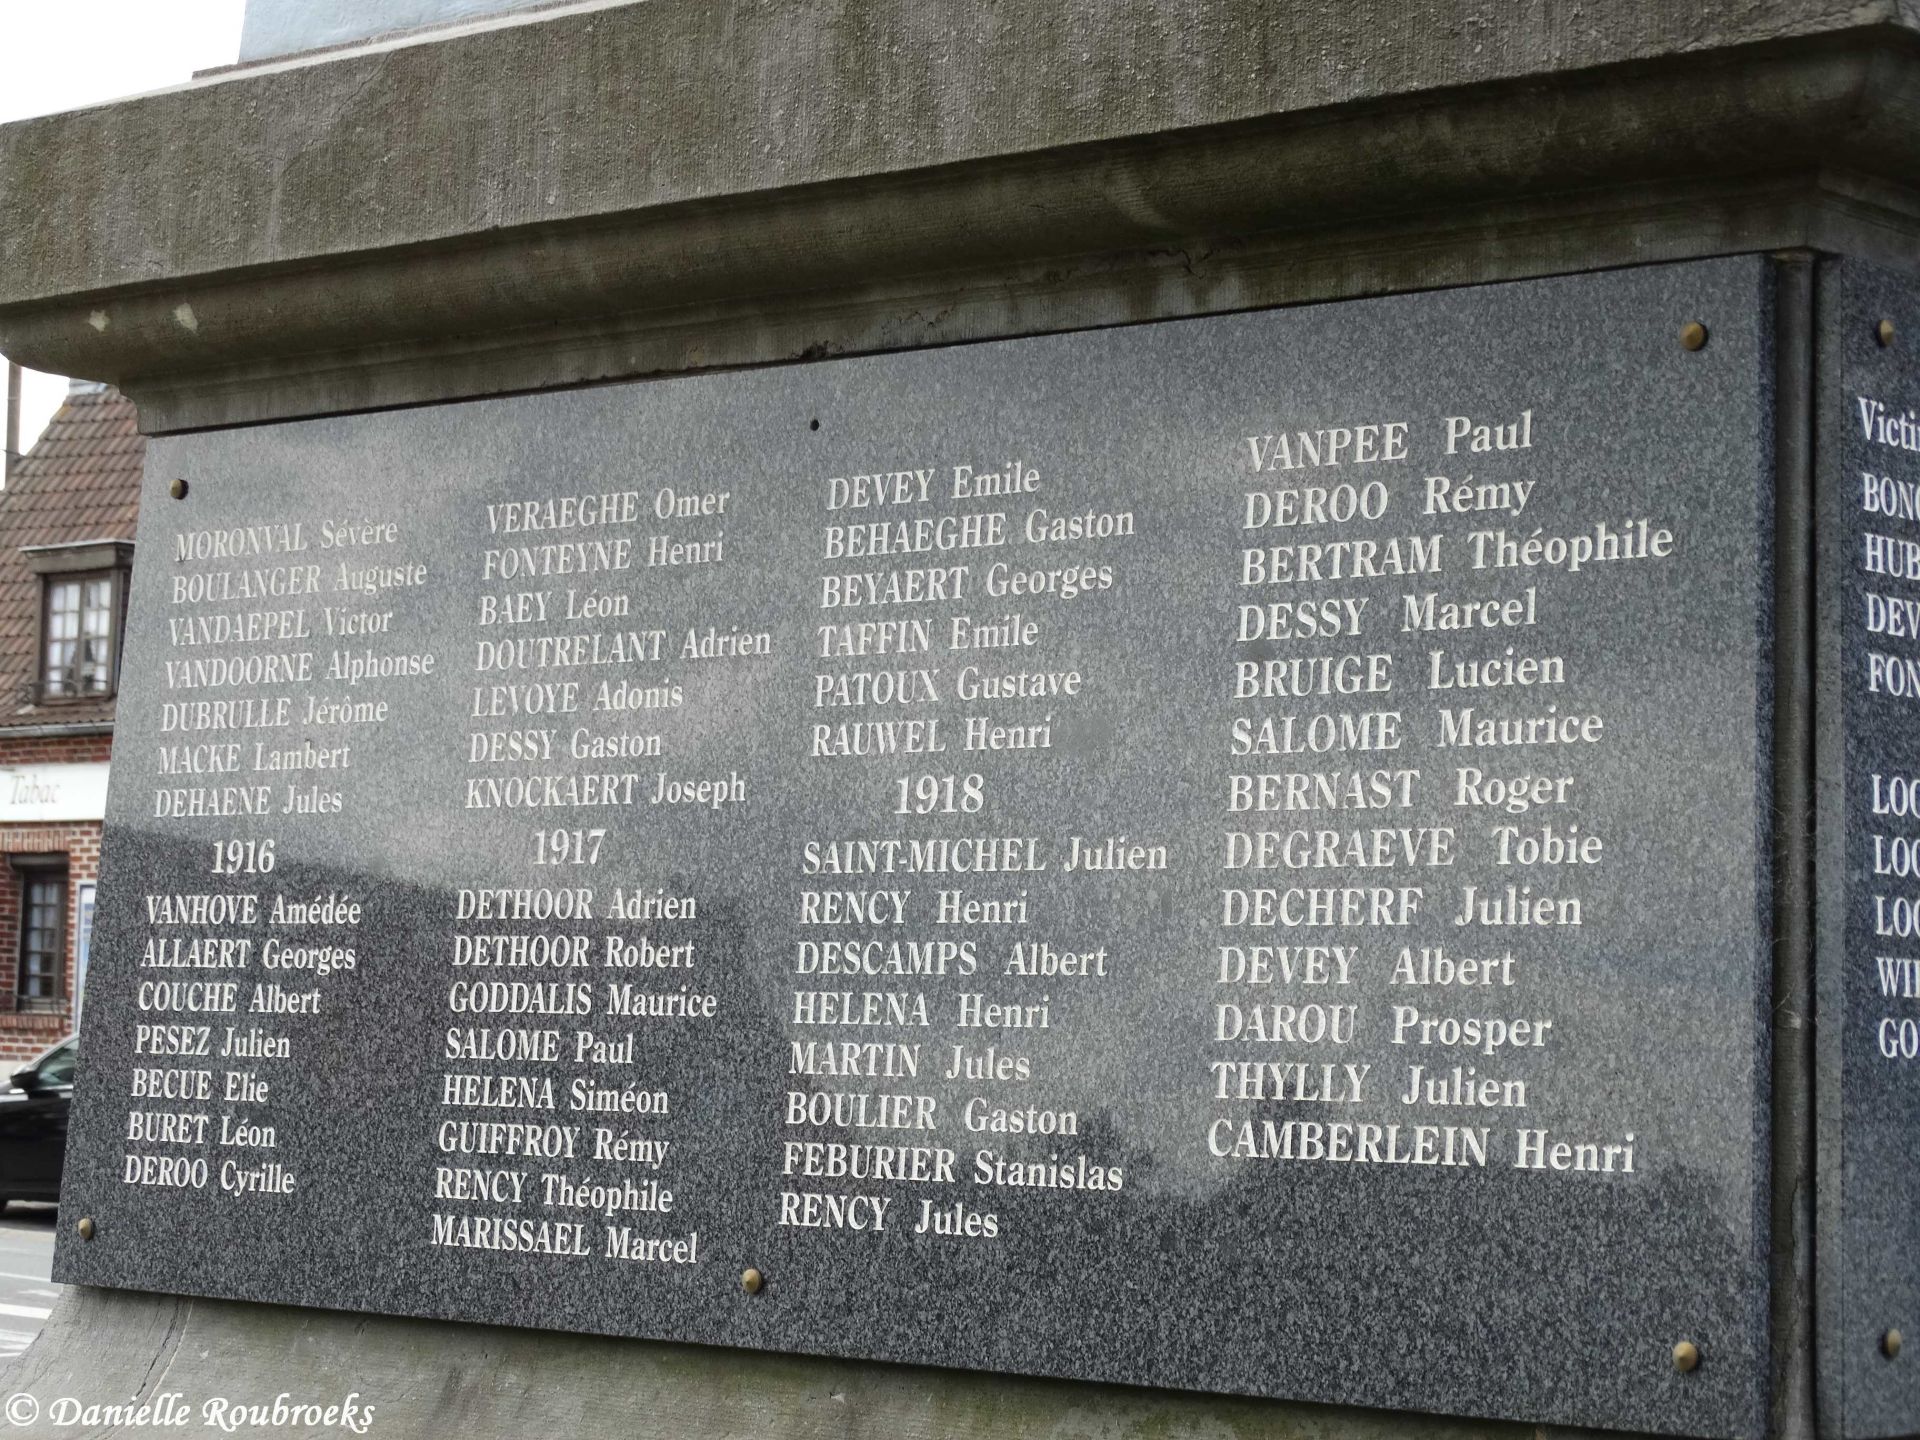 MORONVAL Sévère
BOULANGER Auguste
VANDAEPEL Victor
VANDOORNE Alphonse
DUBRULLE Jérôme
MACKE Lambert
DEHAENE Jules
1916
VANHOVE Amédée
ALLAERT Georges
COUCHE Albert
PESEZ Julien
BECUE Elie
BURET Léon
DEROO Cyrille
VERAEGHE Omer
FONTEYNE Henri
BAEY Léon
DOUTRELANT Adrien
LEVOYE Adonis
DESSY Gaston
KNOCKAERT Joseph
1917
DETHOOR Adrien
DETHOOR Robert
GODDALIS Maurice
SALOME Paul
HELENA Siméon
GUIFFROY Rémy
RENCY Théophile
MARISSAEL Marcel
DEVEY Emile
BEHAEGHE Gaston
BEYAERT Georges
TAFFIN Emile
PATOUX Gustave
RAUWEL Henri
1918
SAINT-MICHEL Julien
RENCY Henri
DESCAMPS Albert
HELENA Henri
MARTIN Jules
BOULIER Gaston
FEBURIER Stanislas
RENCY Jules
VANPEE Paul
DEROO Rémy
BERTRAM Théophile
DESSY Marcel
BRUIGE Lucien
SALOME Maurice
BERNAST Roger
DEGRAEVE Tobie
DECHERF Julien
DEVEY Albert
DAROU Prosper
THYLLY Julien
CAMBERLEIN Henri
Tabac
© Danielle Roubroeks